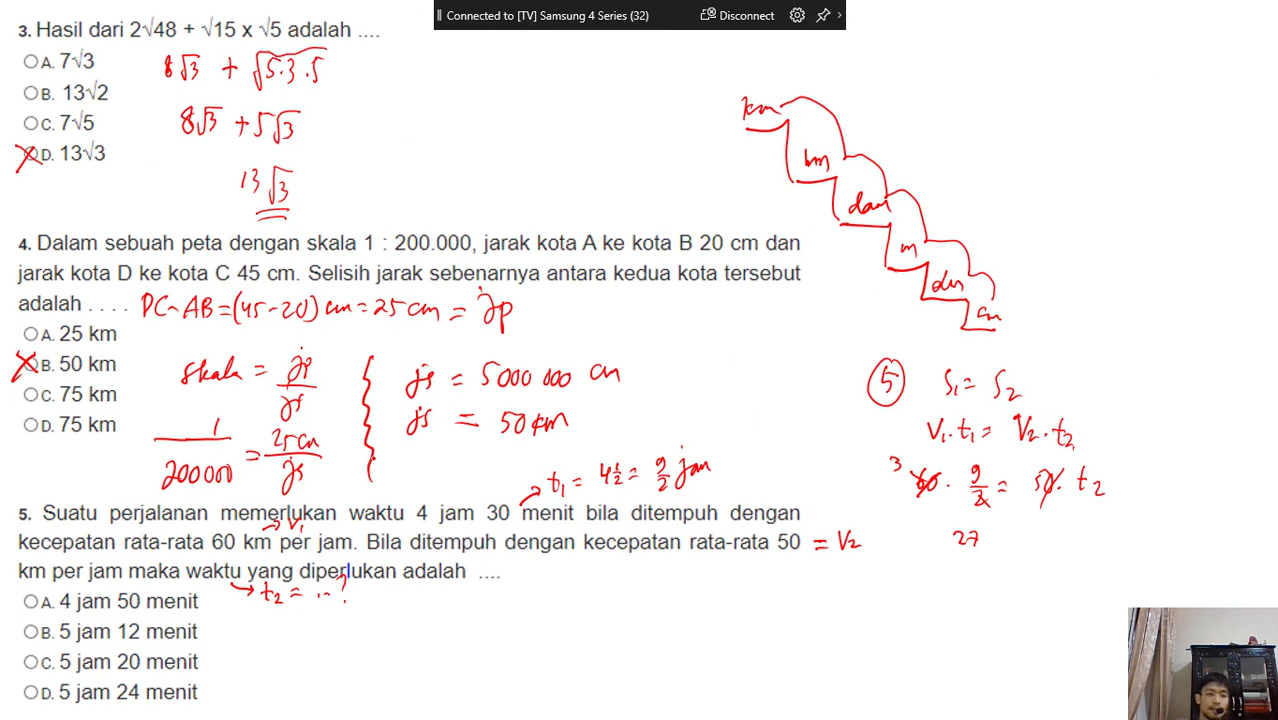 Connected to [TV] Samsung 4 Series (32) Disconnect
3. Hasil dari 2√48 + √15 x √5 adalah ....
A. 7√3
B. 13√2
C. 7√5
D. 13√3
8√3 + √5.3.5
8√3 + 5√3
13√3
km
hm
dam
m
dm
cm
4. Dalam sebuah peta dengan skala 1 : 200.000, jarak kota A ke kota B 20 cm dan
jarak kota D ke kota C 45 cm. Selisih jarak sebenarnya antara kedua kota tersebut
adalah . . . .
DC-AB=(45-20) cm=25 cm = jp
A. 25 km
B. 50 km
C. 75 km
D. 75 km
skala = jp/js
1/200000 = 25cm/js
js = 5000 000 cm
js = 50 km
t1 = 4½ = 9/2 jam
5. Suatu perjalanan memerlukan waktu 4 jam 30 menit bila ditempuh dengan
→ V1
kecepatan rata-rata 60 km per jam. Bila ditempuh dengan kecepatan rata-rata 50 = V2
km per jam maka waktu yang diperlukan adalah ....
→ t2 = ...?
A. 4 jam 50 menit
B. 5 jam 12 menit
C. 5 jam 20 menit
D. 5 jam 24 menit
5
S1 = S2
V1.t1 = V2.t2
3 60. 9/2 = 50. t2
27